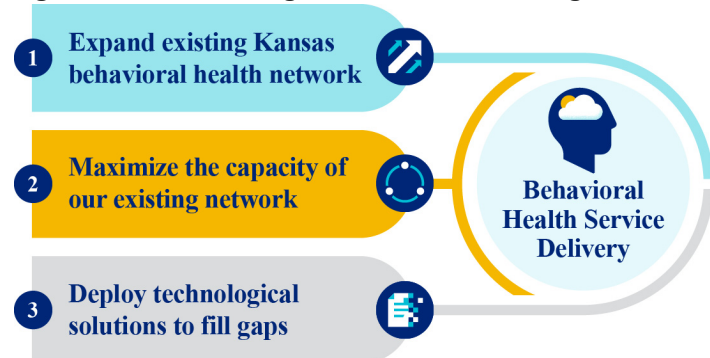 1
Expand existing Kansas
behavioral health network
2
Maximize the capacity of
our existing network
3
Deploy technological
solutions to fill gaps
Behavioral
Health Service
Delivery